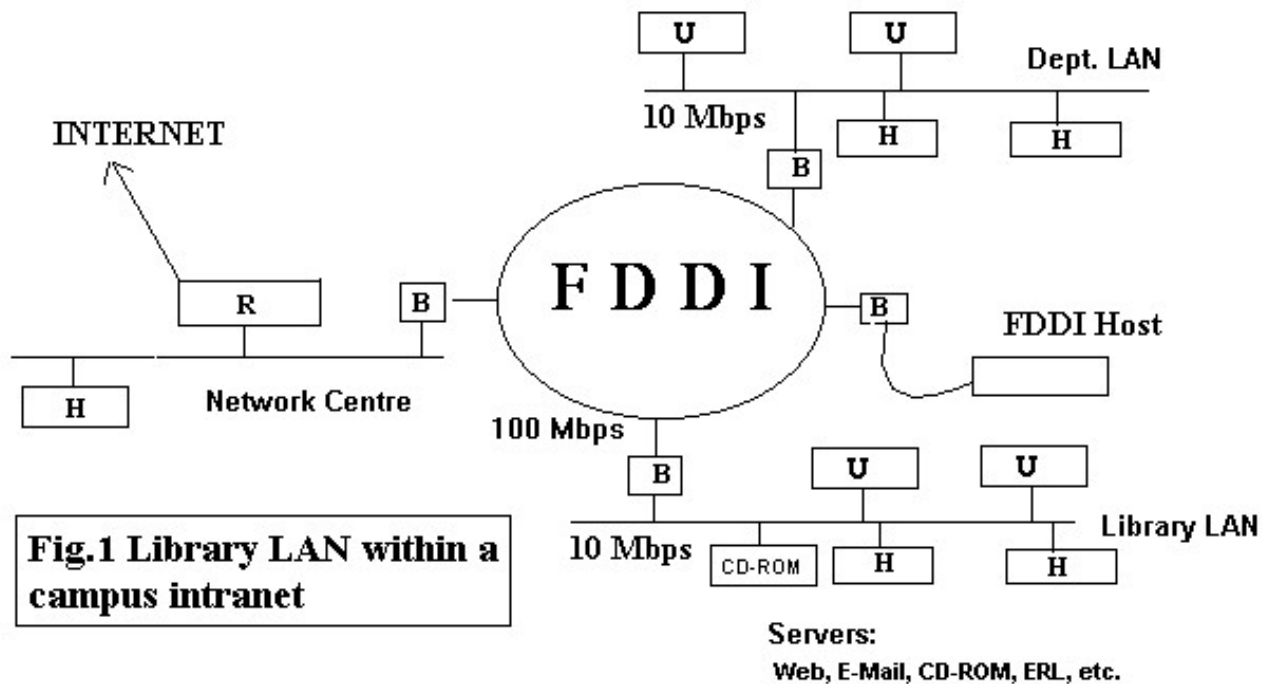 U
U
Dept. LAN
10 Mbps
H
H
INTERNET
B
F D D I
R
B
B
FDDI Host
H
Network Centre
100 Mbps
B
U
U
Library LAN
10 Mbps
CD-ROM
H
H
Fig.1 Library LAN within a
campus intranet
Servers:
Web, E-Mail, CD-ROM, ERL, etc.